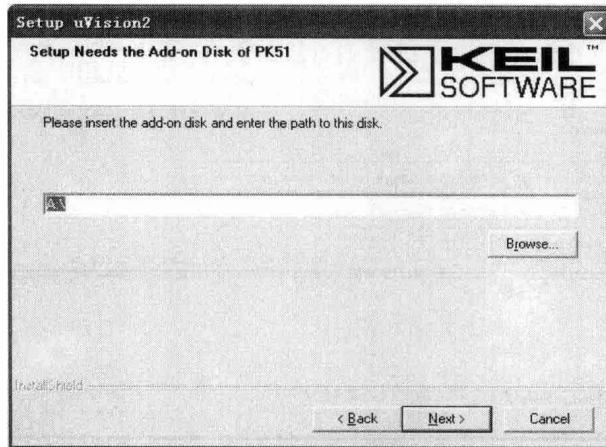 Setup uVision2
Setup Needs the Add-on Disk of PK51
KEIL™
SOFTWARE
Please insert the add-on disk and enter the path to this disk.
A:\
Browse...
InstallShield
< Back
Next >
Cancel